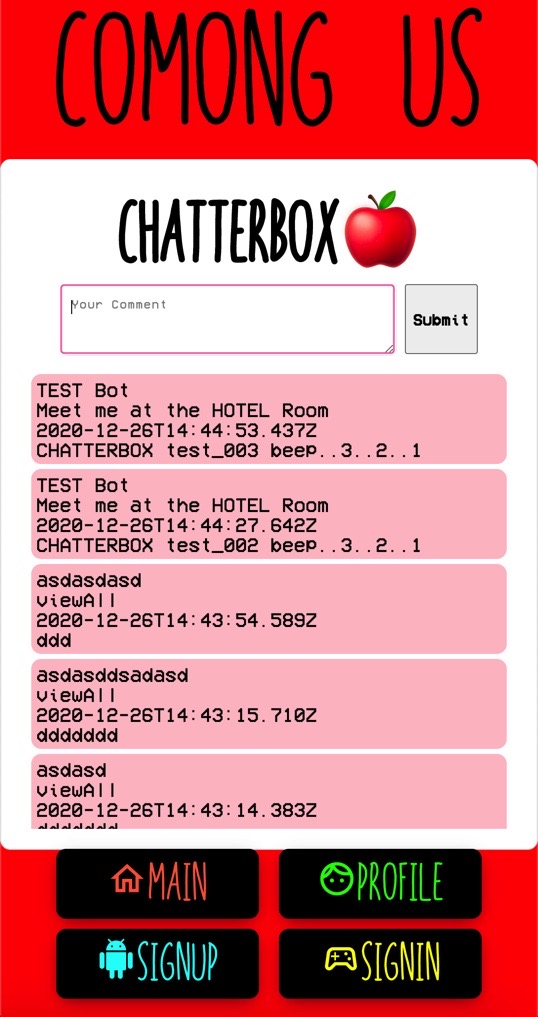 COMONG US
CHATTERBOX
Your Comment
Submit
TEST Bot
Meet me at the HOTEL Room
2020-12-26T14:44:53.437Z
CHATTERBOX test_003 beep..3..2..1
TEST Bot
Meet me at the HOTEL Room
2020-12-26T14:44:27.642Z
CHATTERBOX test_002 beep..3..2..1
asdasdasd
viewAll
2020-12-26T14:43:54.589Z
ddd
asdasddsadasd
viewAll
2020-12-26T14:43:15.710Z
ddddddd
asdasd
viewAll
2020-12-26T14:43:14.383Z
MAIN
PROFILE
SIGNUP
SIGNIN